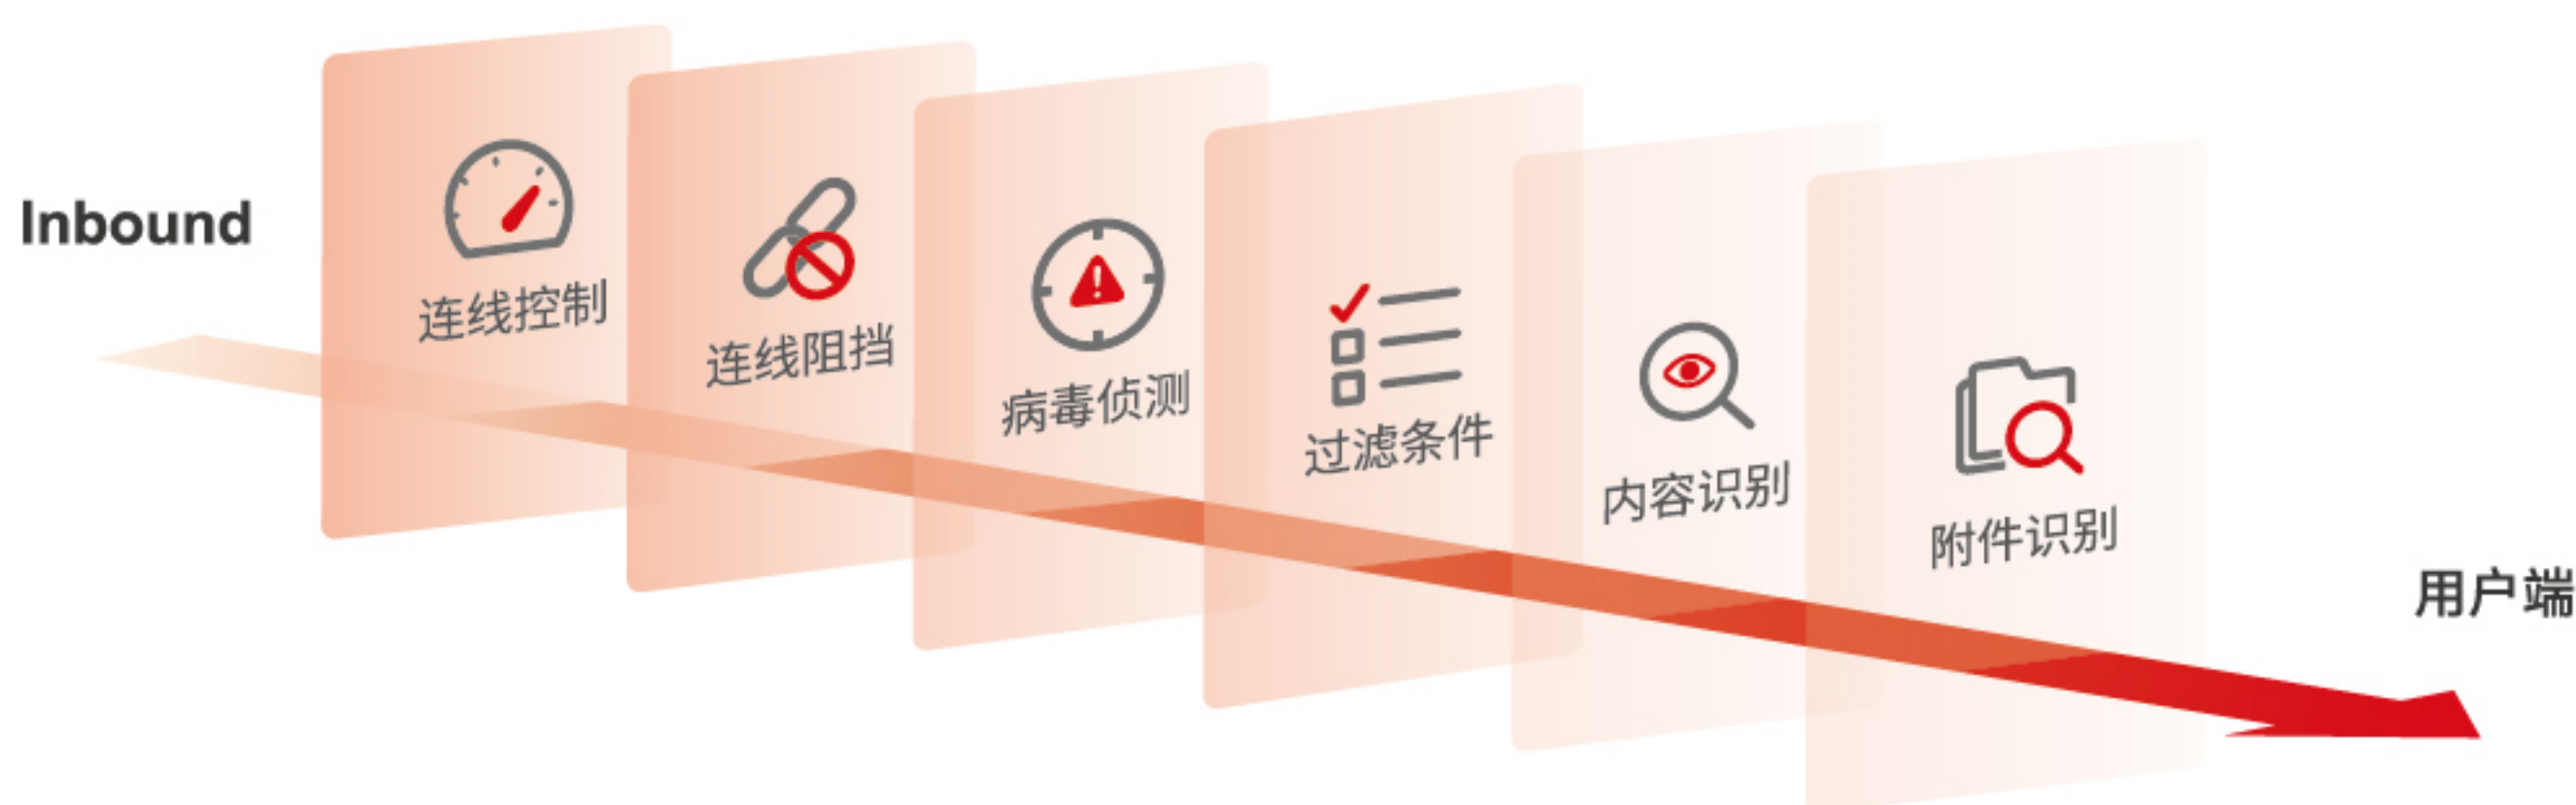 Inbound
连线控制
连线阻挡
病毒侦测
过滤条件
内容识别
附件识别
用户端